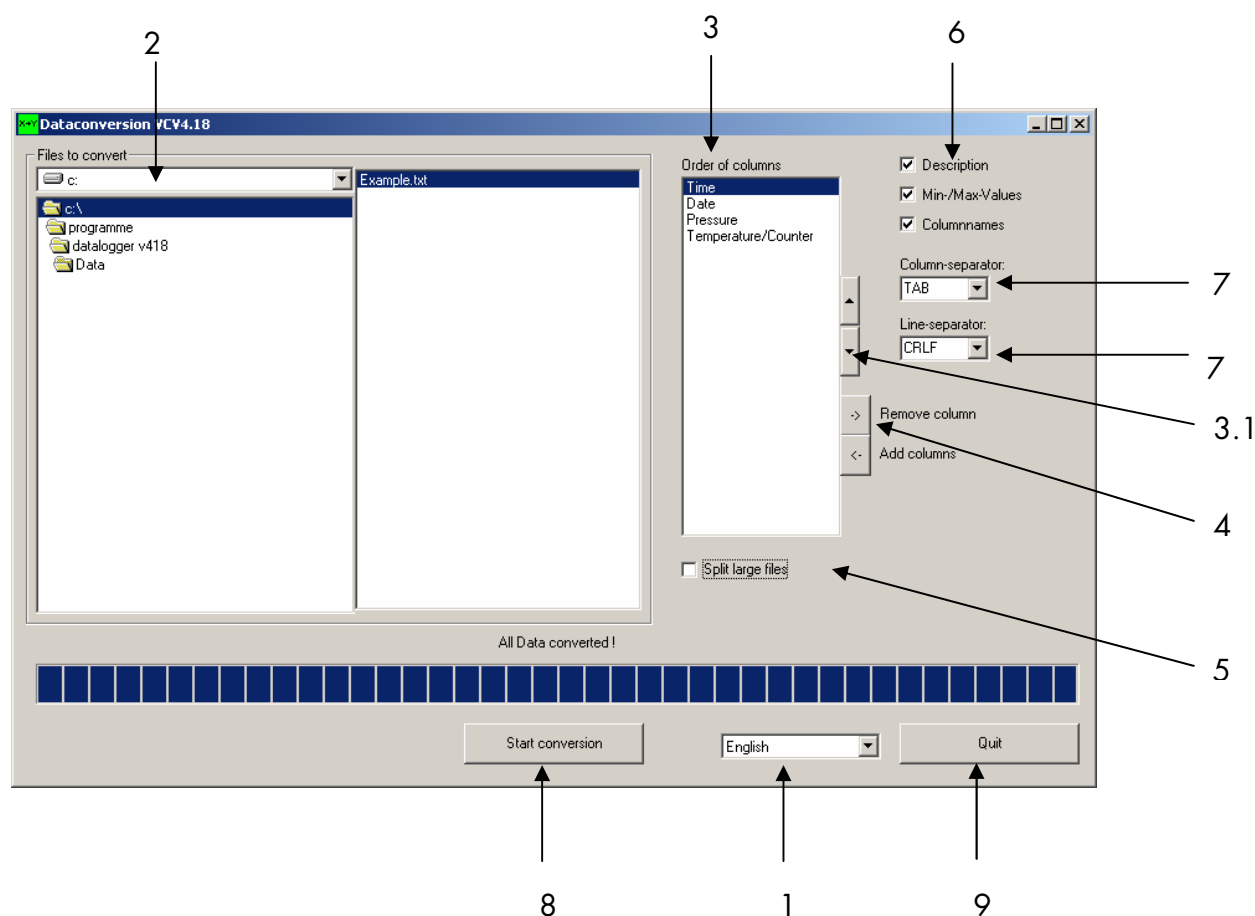 2
3
6
X→Y Dataconversion VCV4.18
Files to convert
c:
c:\
programme
datalogger v418
Data
Example.txt
Order of columns
Time
Date
Pressure
Temperature/Counter
Description
Min-/Max-Values
Columnnames
Column-separator:
TAB
7
Line-separator:
CRLF
7
3.1
-> Remove column
<- Add columns
4
Split large files
5
All Data converted !
Start conversion
English
Quit
8
1
9